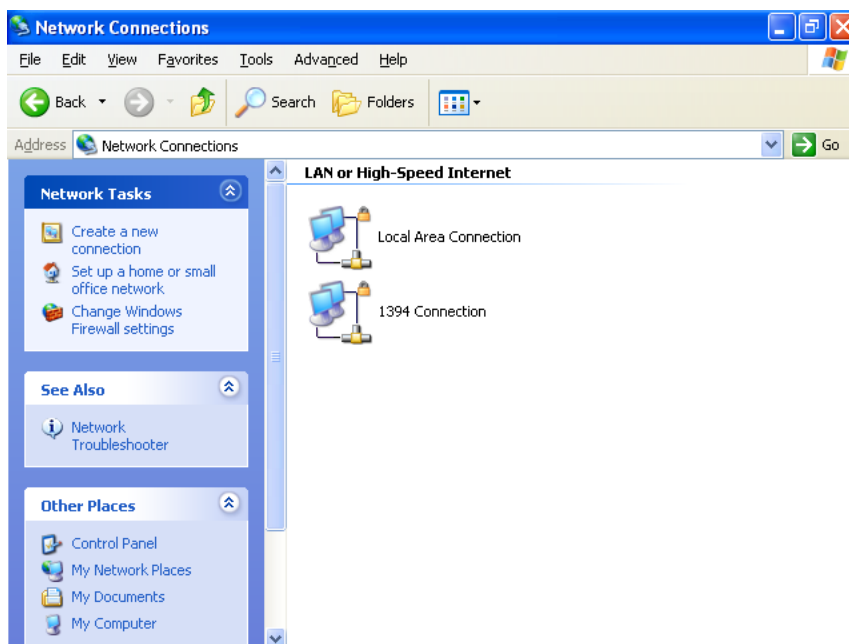 Network Connections
File Edit View Favorites Tools Advanced Help
Back Search Folders
Address Network Connections Go
Network Tasks
Create a new
connection
Set up a home or small
office network
Change Windows
Firewall settings
See Also
Network
Troubleshooter
Other Places
Control Panel
My Network Places
My Documents
My Computer
LAN or High-Speed Internet
Local Area Connection
1394 Connection